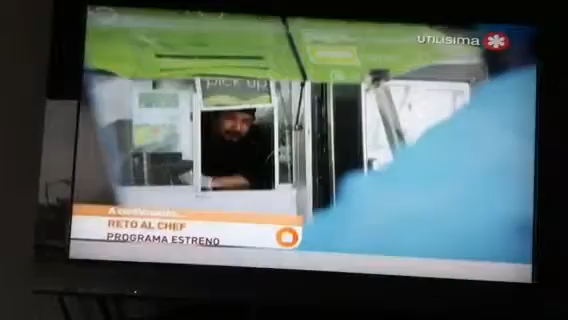 UTILISIMA
pick up
A continuación...
RETO AL CHEF
PROGRAMA ESTRENO